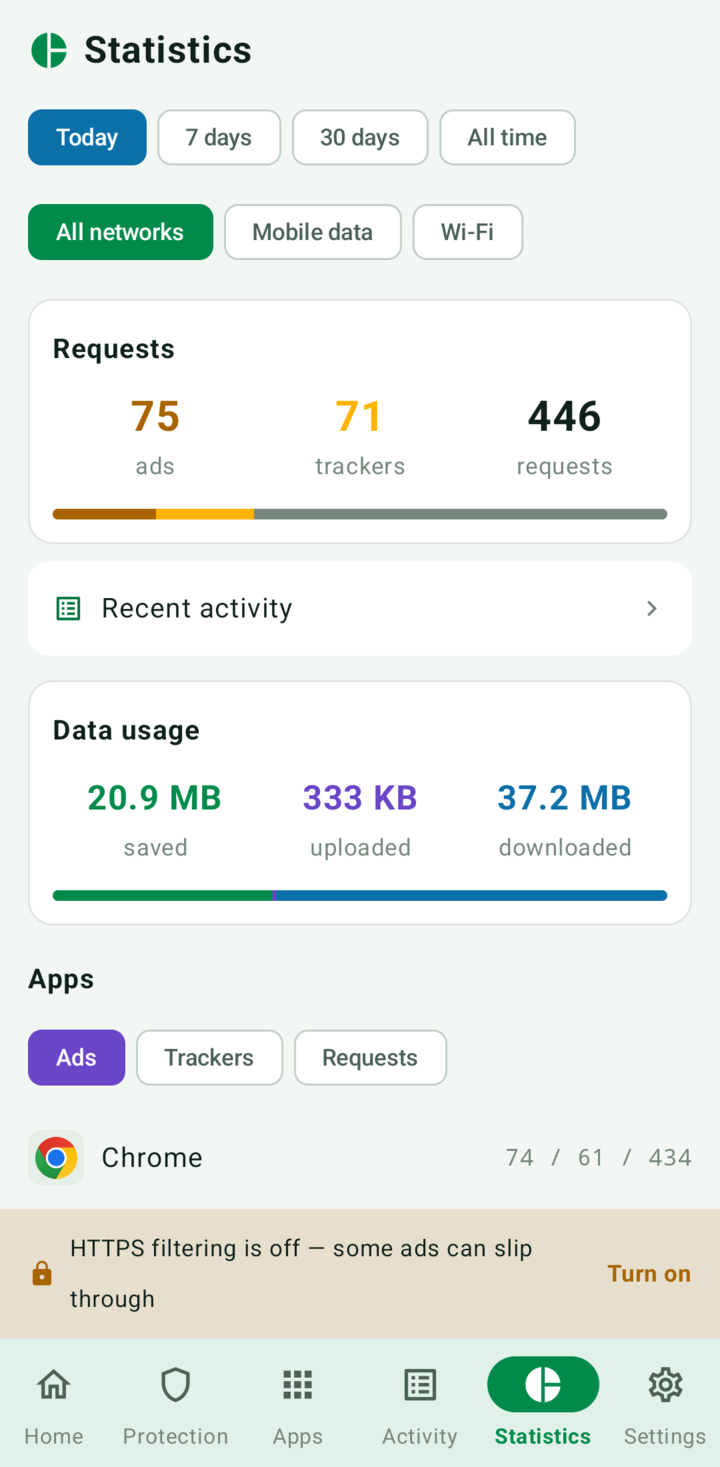 Statistics
Today 7 days 30 days All time
All networks Mobile data Wi-Fi
Requests
75 71 446
ads trackers requests
Recent activity
Data usage
20.9 MB 333 KB 37.2 MB
saved uploaded downloaded
Apps
Ads Trackers Requests
Chrome 74 / 61 / 434
HTTPS filtering is off — some ads can slip
through
Turn on
Home Protection Apps Activity Statistics Settings